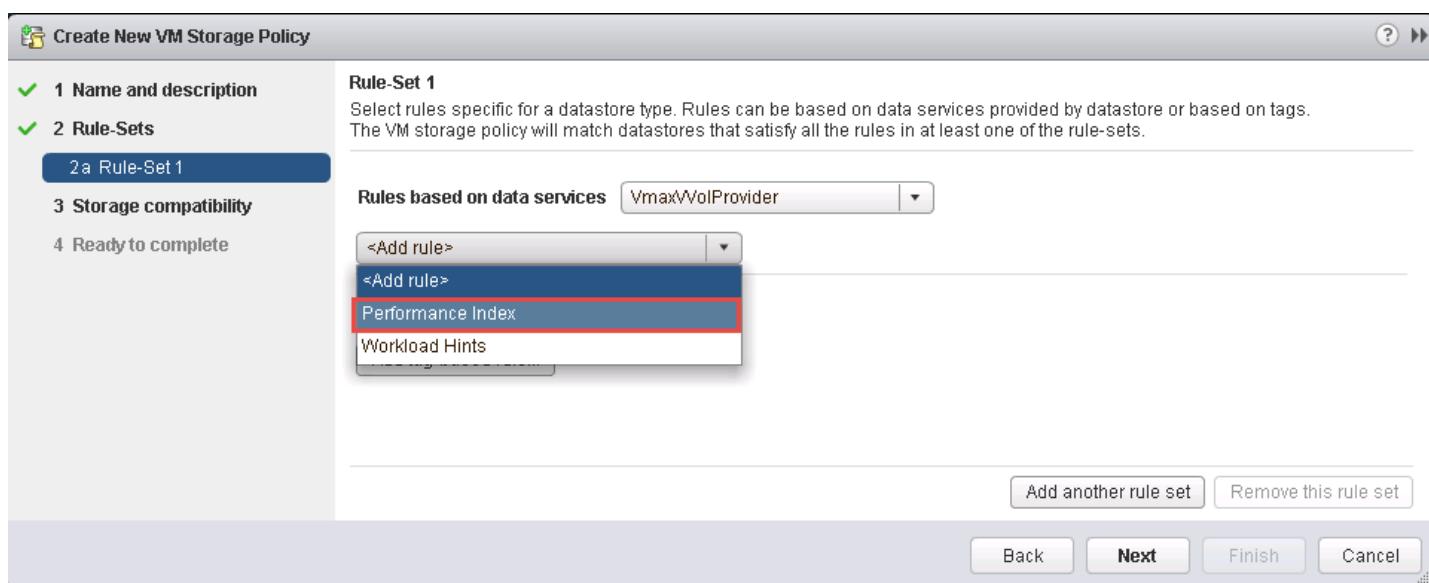 Create New VM Storage Policy
?
1 Name and description
2 Rule-Sets
2a Rule-Set 1
3 Storage compatibility
4 Ready to complete
Rule-Set 1
Select rules specific for a datastore type. Rules can be based on data services provided by datastore or based on tags.
The VM storage policy will match datastores that satisfy all the rules in at least one of the rule-sets.
Rules based on data services VmaxVVolProvider
<Add rule>
<Add rule>
Performance Index
Workload Hints
Add another rule set Remove this rule set
Back Next Finish Cancel